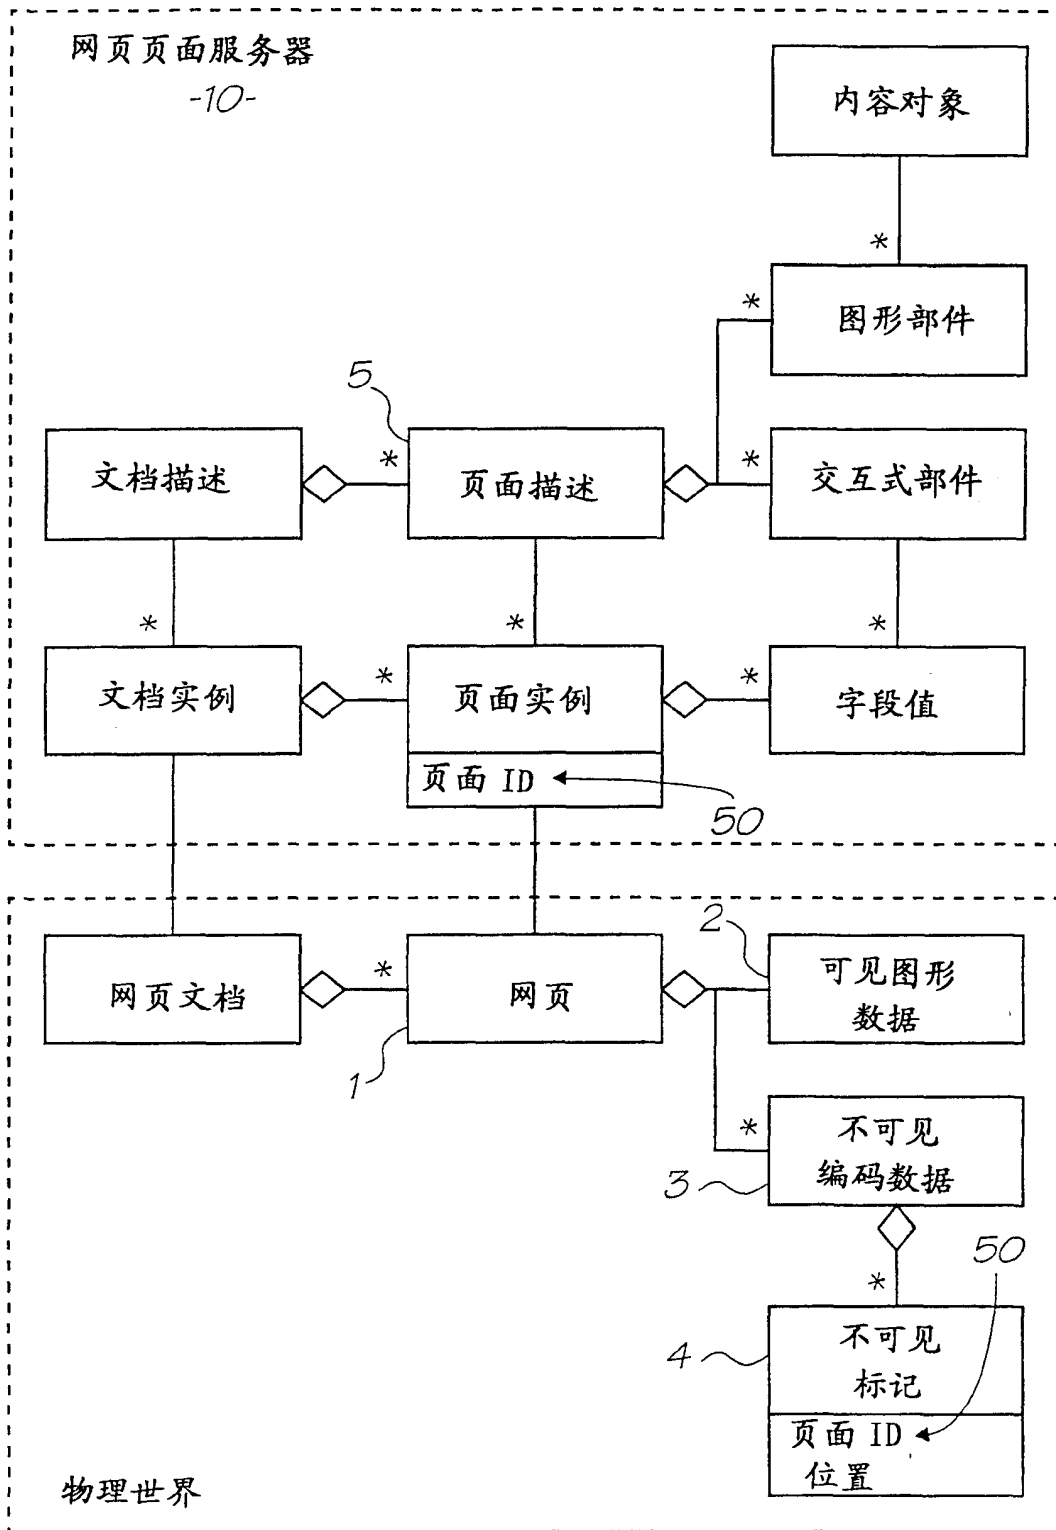 网页页面服务器
-10-
内容对象
*
图形部件
*
5
文档描述
*
页面描述
*
交互式部件
*
*
*
文档实例
*
页面实例
*
字段值
页面 ID
50
网页文档
*
网页
1
2
可见图形
数据
*
不可见
编码数据
3
*
50
4
不可见
标记
页面 ID
位置
物理世界